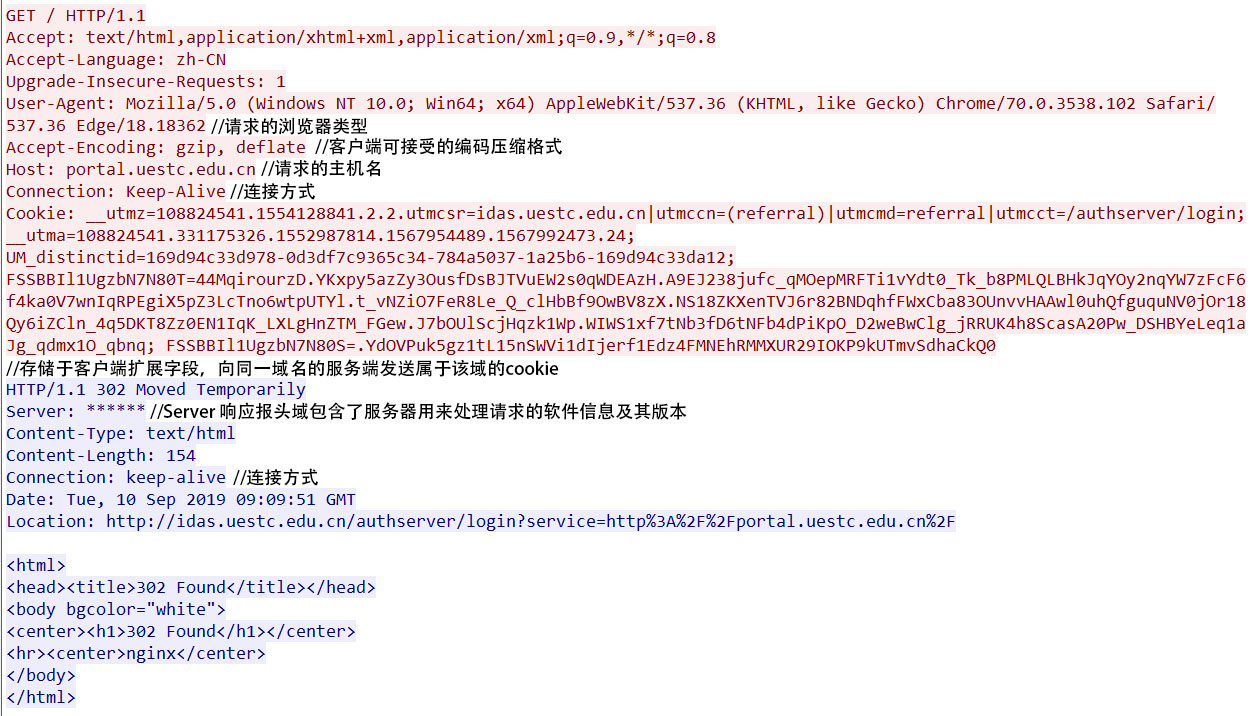 GET / HTTP/1.1
Accept: text/html,application/xhtml+xml,application/xml;q=0.9,*/*;q=0.8
Accept-Language: zh-CN
Upgrade-Insecure-Requests: 1
User-Agent: Mozilla/5.0 (Windows NT 10.0; Win64; x64) AppleWebKit/537.36 (KHTML, like Gecko) Chrome/70.0.3538.102 Safari/
537.36 Edge/18.18362 //请求的浏览器类型
Accept-Encoding: gzip, deflate //客户端可接受的编码压缩格式
Host: portal.uestc.edu.cn //请求的主机名
Connection: Keep-Alive //连接方式
Cookie: __utmz=108824541.1554128841.2.2.utmcsr=idas.uestc.edu.cn|utmccn=(referral)|utmcmd=referral|utmcct=/authserver/login;
__utma=108824541.331175326.1552987814.1567954489.1567992473.24;
UM_distinctid=169d94c33d978-0d3df7c9365c34-784a5037-1a25b6-169d94c33da12;
FSSBBIl1UgzbN7N80T=44MqirourzD.YKxpy5azZy3OusfDsBJTVuEW2s0qWDEAzH.A9EJ238jufc_qMOepMRFTi1vYdt0_Tk_b8PMLQLBHkJqYOy2nqYW7zFcF6
f4ka0V7wnIqRPEgiX5pZ3LcTno6wtpUTYl.t_vNZiO7FeR8Le_Q_clHbBf9OwBV8zX.NS18ZKXenTVJ6r82BNDqhfFWxCba83OUnvvHAAwl0uhQfguquNV0jOr18
Qy6iZCln_4q5DKT8Zz0EN1IqK_LXLgHnZTM_FGew.J7bOUlScjHqzk1Wp.WIWS1xf7tNb3fD6tNFb4dPiKpO_D2weBwClg_jRRUK4h8ScasA20Pw_DSHBYeLeq1a
Jg_qdmx1O_qbnq; FSSBBIl1UgzbN7N80S=.YdOVPuk5gz1tL15nSWVi1dIjerf1Edz4FMNEhRMMXUR29IOKP9kUTmvSdhaCkQ0
//存储于客户端扩展字段，向同一域名的服务端发送属于该域的cookie
HTTP/1.1 302 Moved Temporarily
Server: ****** //Server 响应报头域包含了服务器用来处理请求的软件信息及其版本
Content-Type: text/html
Content-Length: 154
Connection: keep-alive //连接方式
Date: Tue, 10 Sep 2019 09:09:51 GMT
Location: http://idas.uestc.edu.cn/authserver/login?service=http%3A%2F%2Fportal.uestc.edu.cn%2F
<html>
<head><title>302 Found</title></head>
<body bgcolor="white">
<center><h1>302 Found</h1></center>
<hr><center>nginx</center>
</body>
</html>